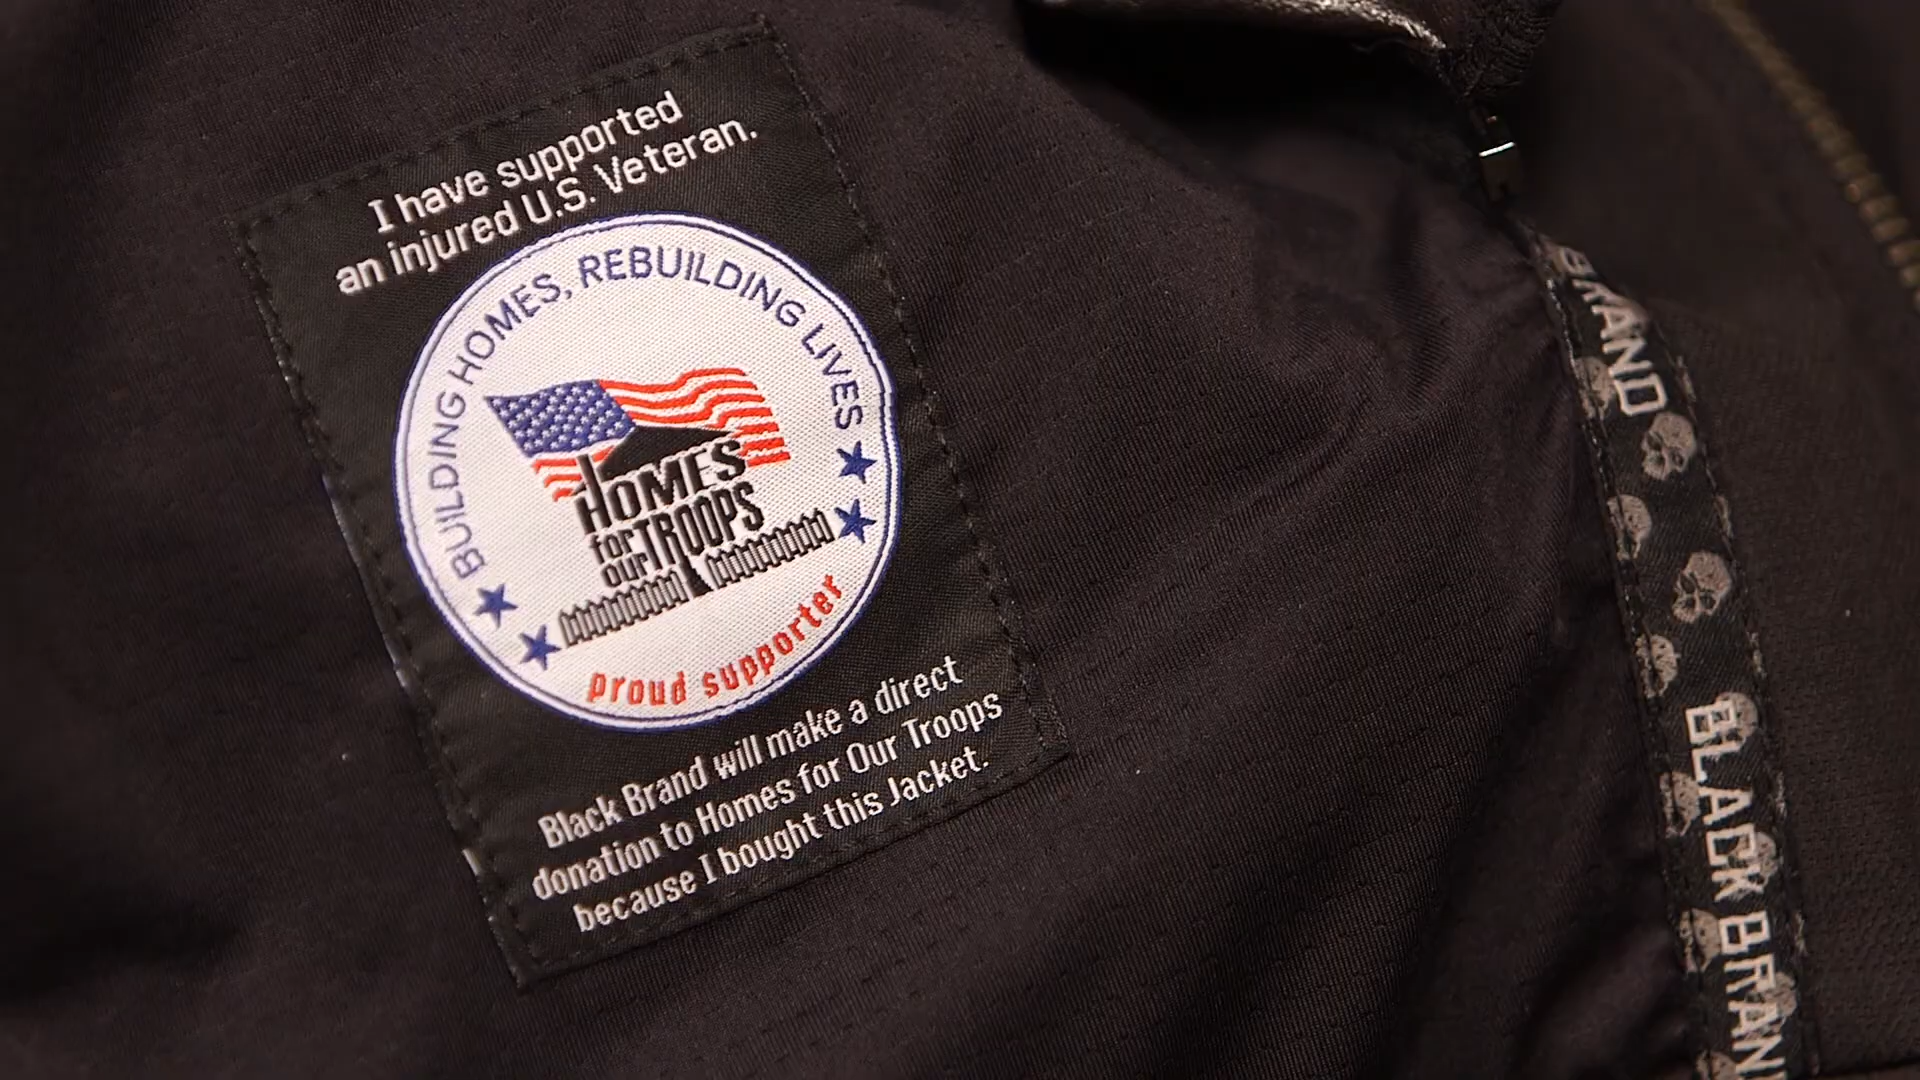 I have supported
an injured U.S. Veteran.
BUILDING HOMES, REBUILDING LIVES
HOMES
for
our TROOPS
proud supporter
Black Brand will make a direct
donation to Homes for Our Troops
because I bought this Jacket.
BRAND
BLACK BRAN